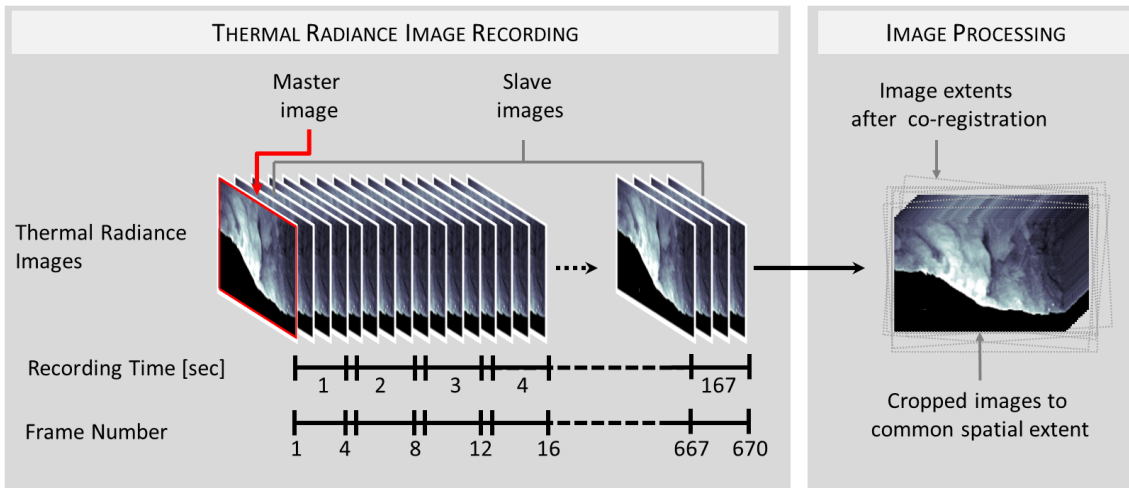 THERMAL RADIANCE IMAGE RECORDING
Master
image
Slave
images
Thermal Radiance
Images
Recording Time [sec]
1 2 3 4 167
Frame Number
1 4 8 12 16 667 670
IMAGE PROCESSING
Image extents
after co-registration
Cropped images to
common spatial extent